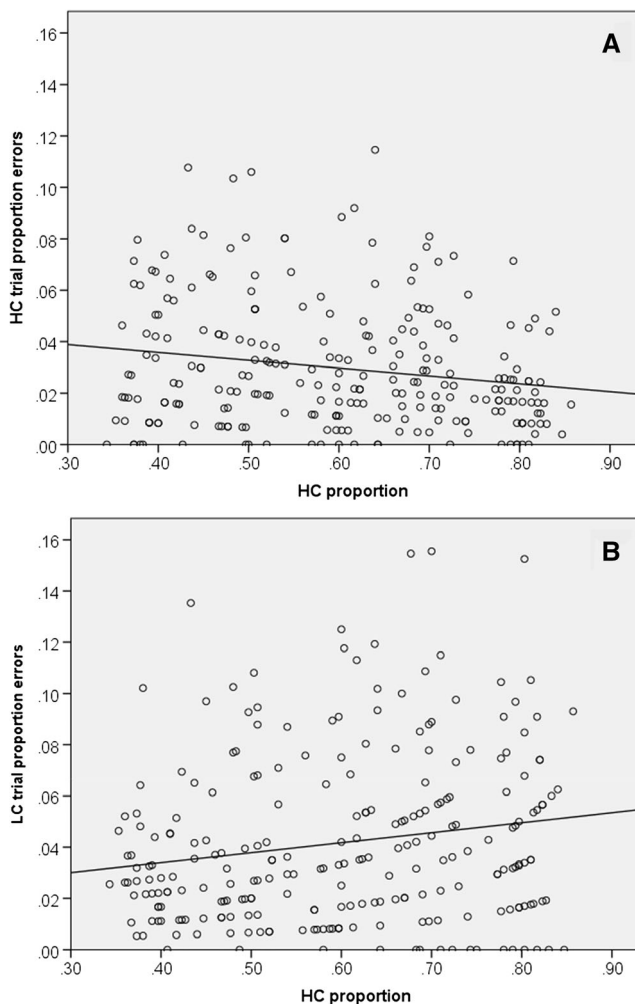 A
.16
.14
.12
.10
.08
.06
.04
.02
.00
HC trial proportion errors
.30 .40 .50 .60 .70 .80 .90
HC proportion
B
.16
.14
.12
.10
.08
.06
.04
.02
.00
LC trial proportion errors
.30 .40 .50 .60 .70 .80 .90
HC proportion